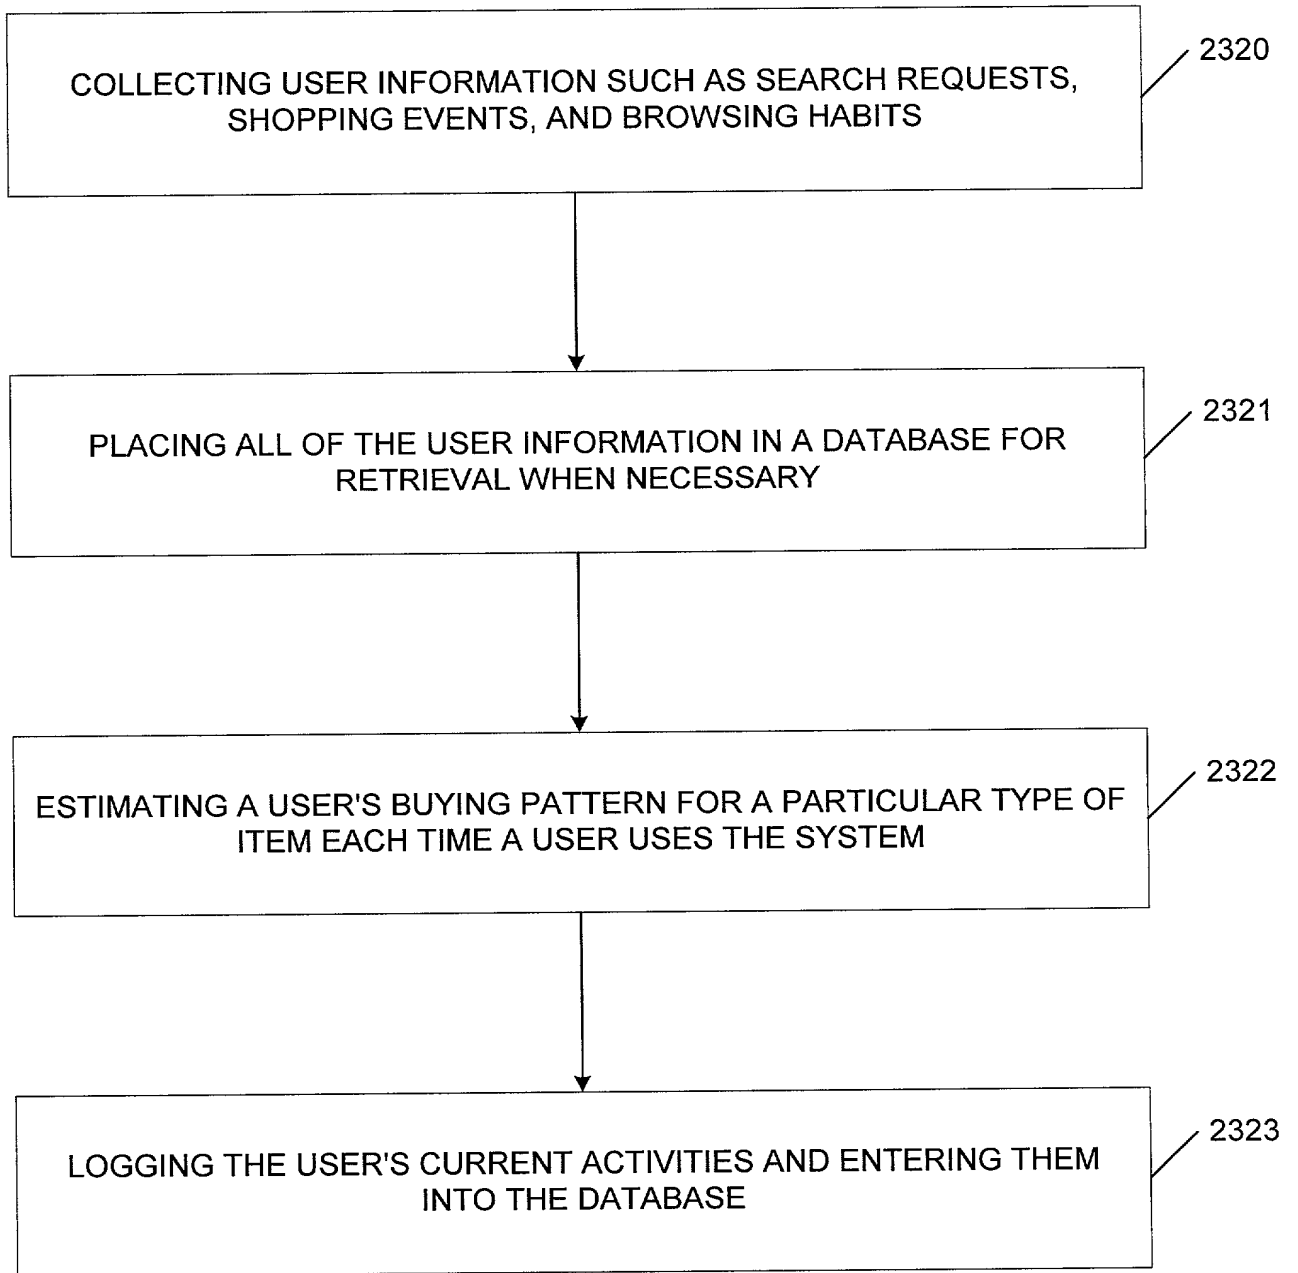 COLLECTING USER INFORMATION SUCH AS SEARCH REQUESTS,
SHOPPING EVENTS, AND BROWSING HABITS
2320
PLACING ALL OF THE USER INFORMATION IN A DATABASE FOR
RETRIEVAL WHEN NECESSARY
2321
ESTIMATING A USER'S BUYING PATTERN FOR A PARTICULAR TYPE OF
ITEM EACH TIME A USER USES THE SYSTEM
2322
LOGGING THE USER'S CURRENT ACTIVITIES AND ENTERING THEM
INTO THE DATABASE
2323